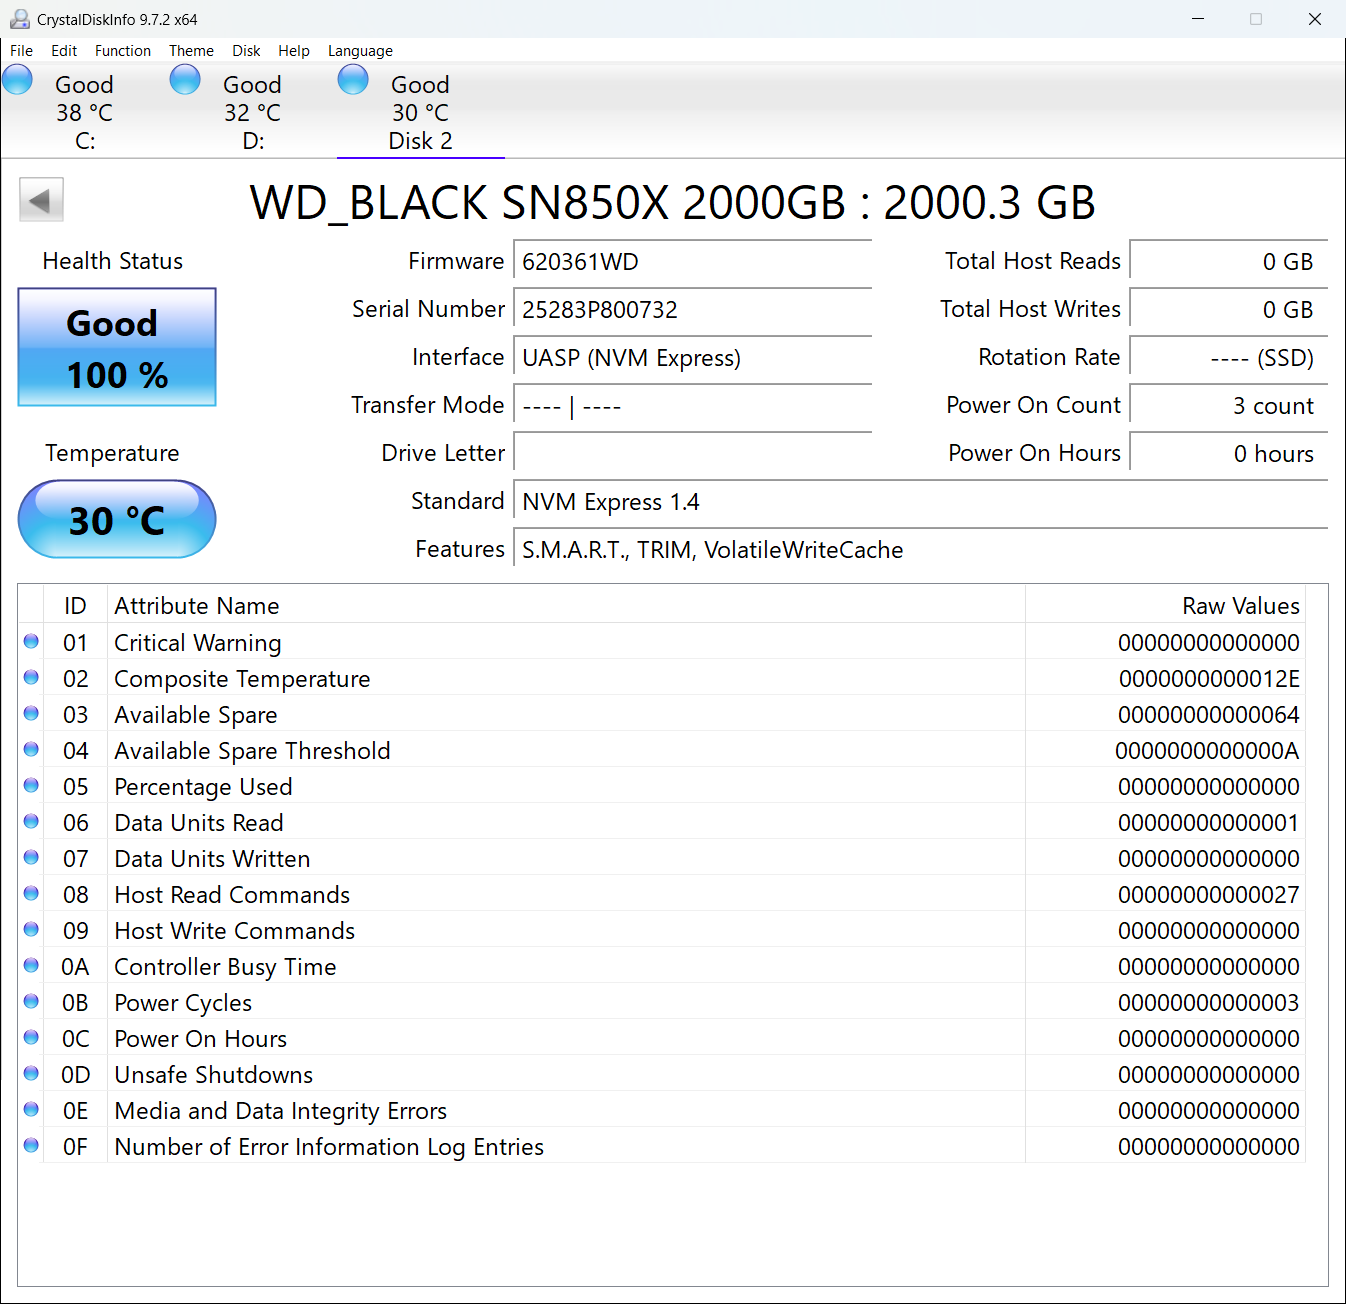 CrystalDiskInfo 9.7.2 x64
File Edit Function Theme Disk Help Language
Good Good Good
38 °C 32 °C 30 °C
C: D: Disk 2
WD_BLACK SN850X 2000GB : 2000.3 GB
Health Status Firmware 620361WD Total Host Reads 0 GB
Good Serial Number 25283P800732 Total Host Writes 0 GB
100 % Interface UASP (NVM Express) Rotation Rate ---- (SSD)
Transfer Mode ---- | ---- Power On Count 3 count
Temperature Drive Letter Power On Hours 0 hours
30 °C Standard NVM Express 1.4
Features S.M.A.R.T., TRIM, VolatileWriteCache
ID Attribute Name Raw Values
01 Critical Warning 00000000000000
02 Composite Temperature 0000000000012E
03 Available Spare 00000000000064
04 Available Spare Threshold 0000000000000A
05 Percentage Used 00000000000000
06 Data Units Read 00000000000001
07 Data Units Written 00000000000000
08 Host Read Commands 00000000000027
09 Host Write Commands 00000000000000
0A Controller Busy Time 00000000000000
0B Power Cycles 00000000000003
0C Power On Hours 00000000000000
0D Unsafe Shutdowns 00000000000000
0E Media and Data Integrity Errors 00000000000000
0F Number of Error Information Log Entries 00000000000000